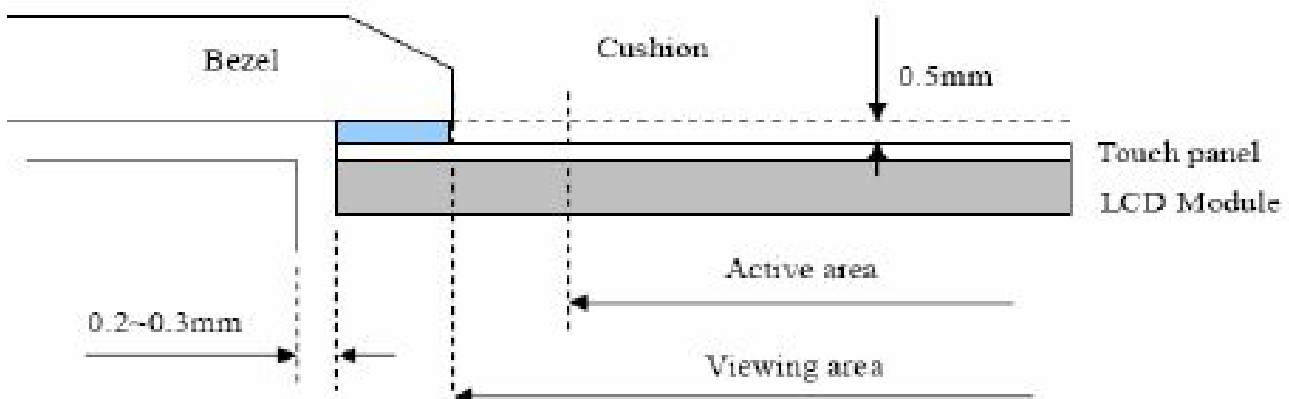 Bezel
Cushion
0.5mm
Touch panel
LCD Module
Active area
0.2~0.3mm
Viewing area